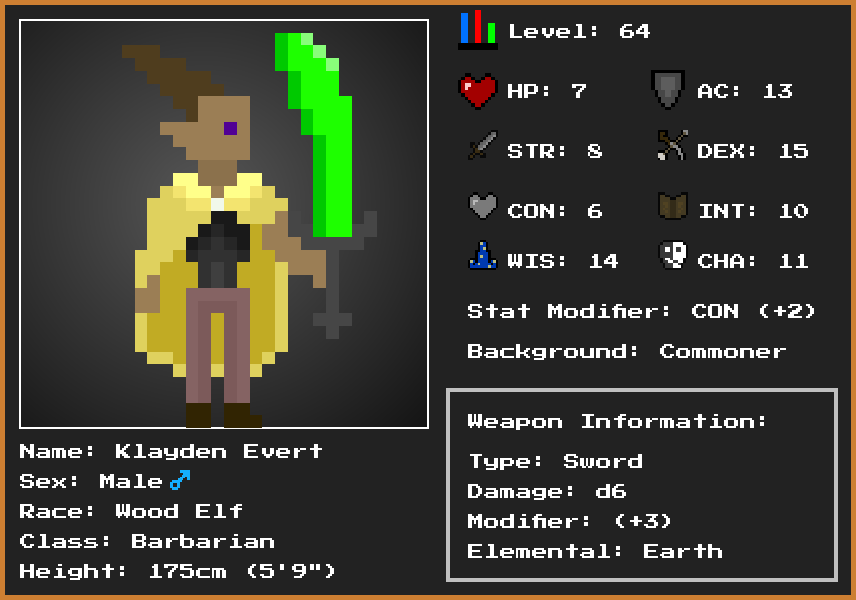 Level: 64
HP: 7
AC: 13
STR: 8
DEX: 15
CON: 6
INT: 10
WIS: 14
CHA: 11
Stat Modifier: CON (+2)
Background: Commoner
Weapon Information:
Type: Sword
Damage: d6
Modifier: (+3)
Elemental: Earth
Name: Klayden Evert
Sex: Male♂
Race: Wood Elf
Class: Barbarian
Height: 175cm (5'9")